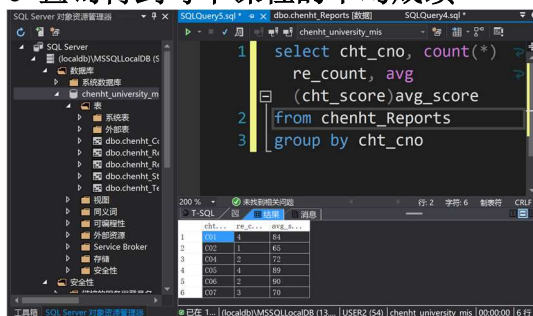 SQL Server 对象资源管理器
SQLQuery5.sql *
dbo.chenht_Reports [数据]
SQLQuery4.sql *
chenht_university_mis
SQL Server
(localdb)\MSSQLLocalDB (S
数据库
系统数据库
chenht_university_m
表
系统表
外部表
dbo.chenht_Co
dbo.chenht_Re
dbo.chenht_Re
dbo.chenht_St
dbo.chenht_Te
视图
同义词
可编程性
外部资源
Service Broker
存储
安全性
安全性
1 select cht_cno, count(*)
re_count, avg
(cht_score)avg_score
2 from chenht_Reports
3 group by cht_cno
200 %
未找到相关问题
行: 2 字符: 6 制表符 CRLF
T-SQL 结果 消息
cht... re_c... avg_s...
1 C01 4 84
2 C02 1 65
3 C04 2 72
4 C05 4 89
5 C06 2 90
6 C07 3 70
工具箱 SQL Server 对象资源管理器
已在 1... (localdb)\MSSQLLocalDB (13.... USER2 (54) chenht_university_mis 00:00:00 6 行